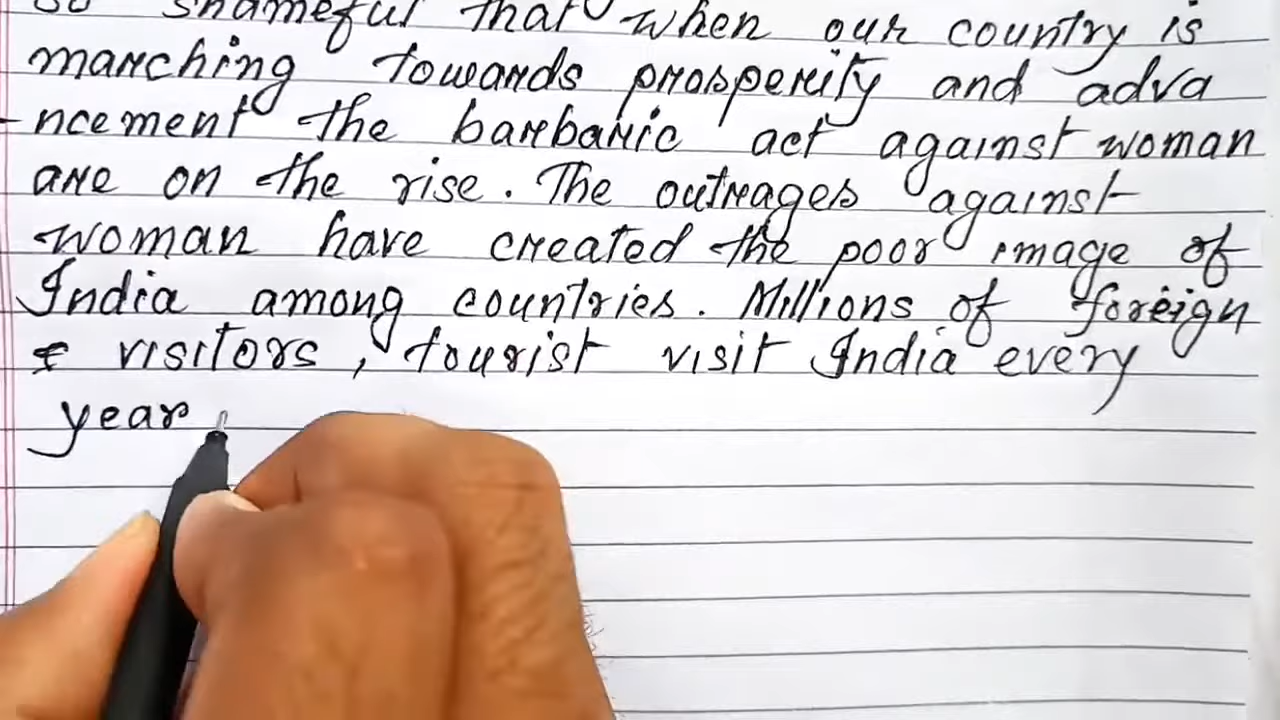 so shameful that when our country is
marching towards prosperity and adva
-ncement the barbaric act against woman
are on the rise. The outrages against
woman have created the poor image of
India among countries. Millions of foreign
visitors, tourist visit India every
year